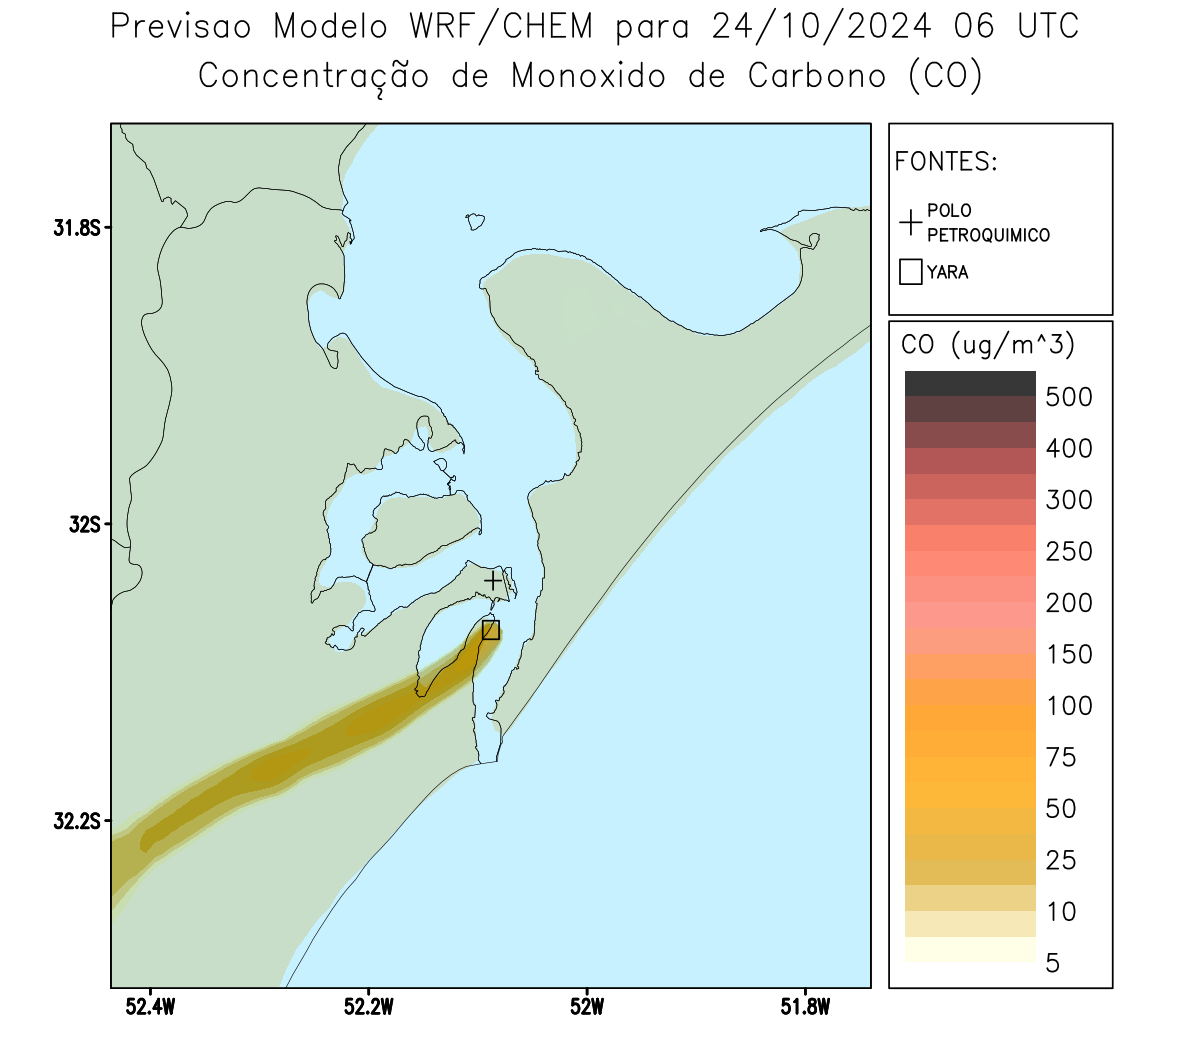 Previsao Modelo WRF/CHEM para 24/10/2024 06 UTC
Concentração de Monoxido de Carbono (CO)
FONTES:
POLO
PETROQUIMICO
YARA
CO (ug/m^3)
500
400
300
250
200
150
100
75
50
25
10
5
31.8S
32S
32.2S
52.4W
52.2W
52W
51.8W